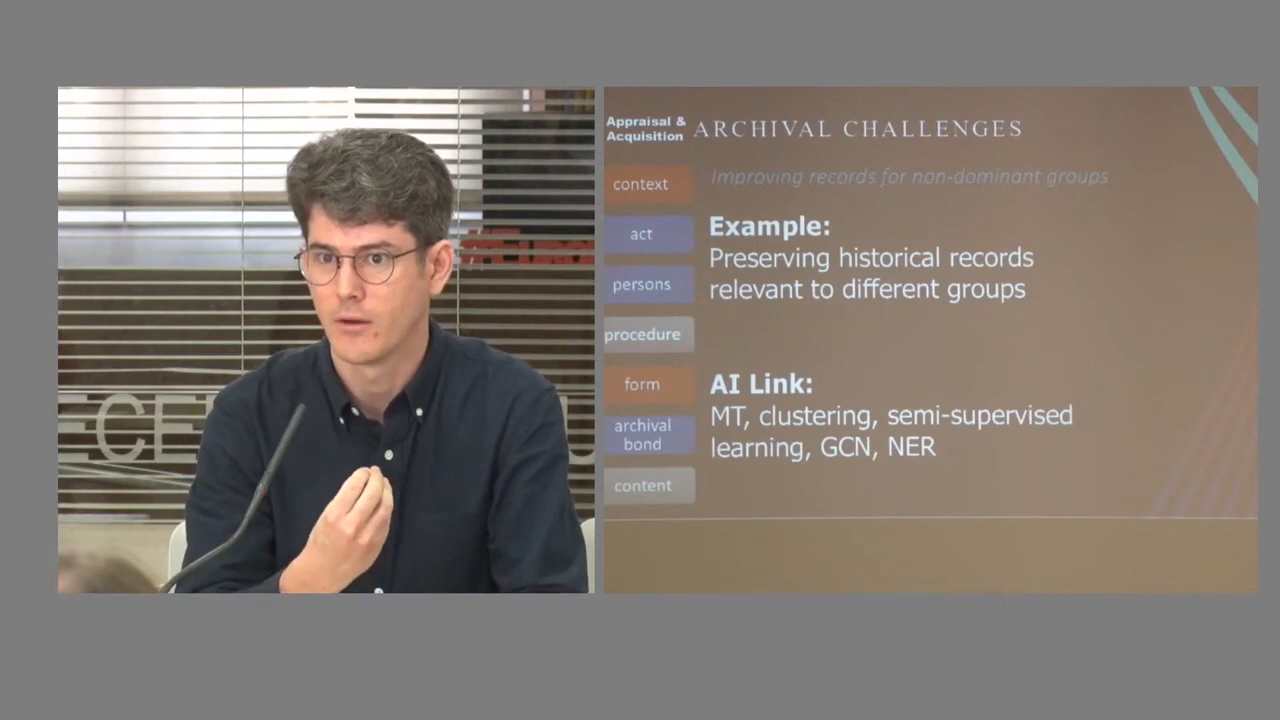 Appraisal &
Acquisition
ARCHIVAL CHALLENGES
context
Improving records for non-dominant groups
act
Example:
Preserving historical records
persons
relevant to different groups
procedure
form
AI Link:
MT, clustering, semi-supervised
archival
bond
learning, GCN, NER
content